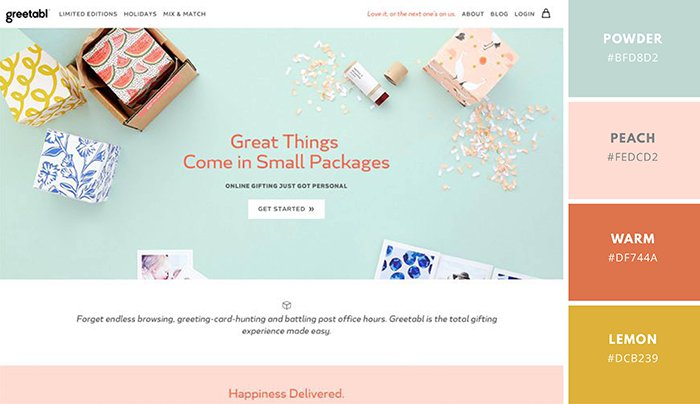 greetabl
LIMITED EDITIONS HOLIDAYS MIX & MATCH
Love it, or the next one's on us. ABOUT BLOG LOGIN
Great Things
Come in Small Packages
ONLINE GIFTING JUST GOT PERSONAL
GET STARTED »
Forget endless browsing, greeting-card-hunting and battling post office hours. Greetabl is the total gifting
experience made easy.
Happiness Delivered.
POWDER
#BFD8D2
PEACH
#FEDCD2
WARM
#DF744A
LEMON
#DCB239